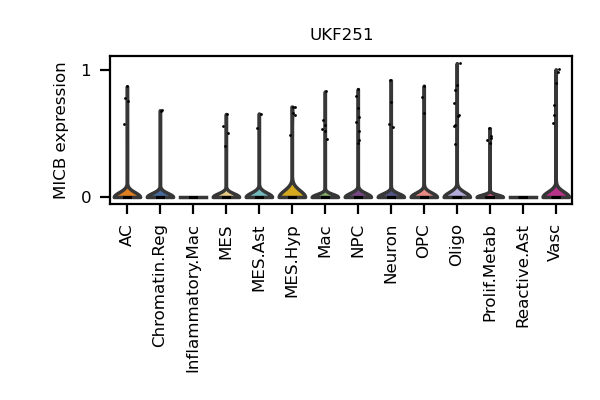 UKF251
MICB expression
1
0
AC
Chromatin.Reg
Inflammatory.Mac
MES
MES.Ast
MES.Hyp
Mac
NPC
Neuron
OPC
Oligo
Prolif.Metab
Reactive.Ast
Vasc